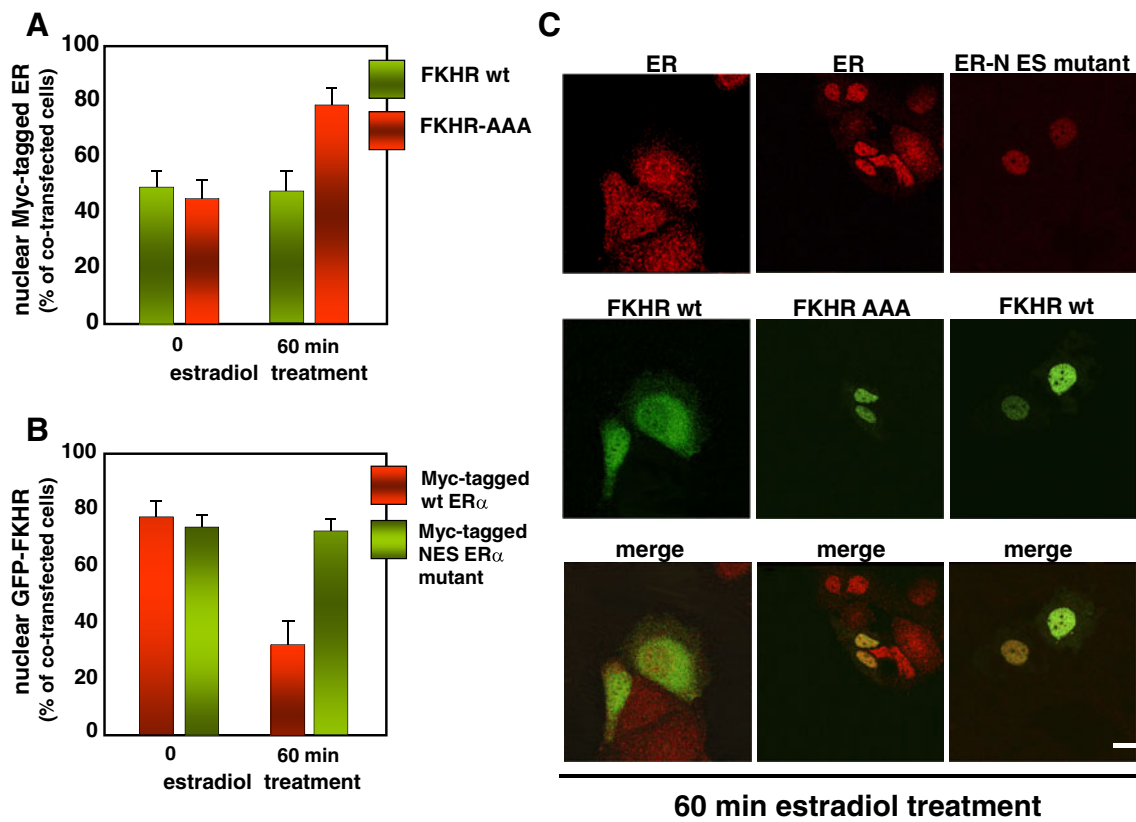 A
100
80
60
40
20
0
nuclear Myc-tagged ER
(% of co-transfected cells)
FKHR wt
FKHR-AAA
0
60 min
estradiol treatment
B
100
80
60
40
20
0
nuclear GFP-FKHR
(% of co-transfected cells)
Myc-tagged
wt ERα
Myc-tagged
NES ERα
mutant
0
60 min
estradiol treatment
C
ER
ER
ER-N ES mutant
FKHR wt
FKHR AAA
FKHR wt
merge
merge
merge
60 min estradiol treatment